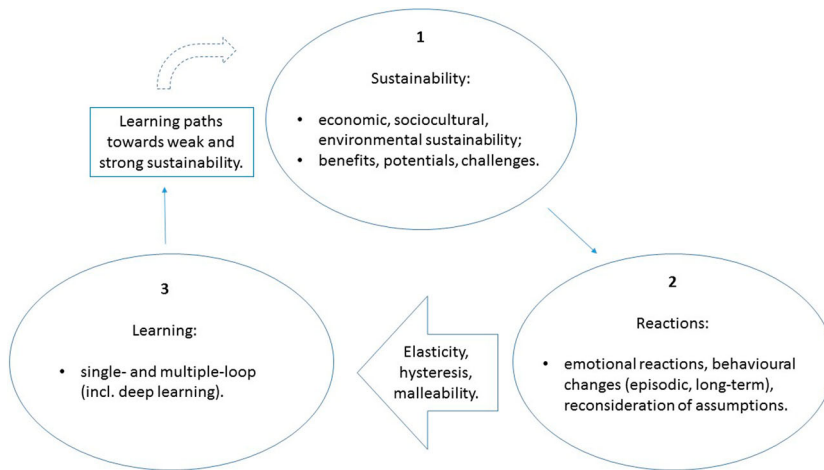 1
Sustainability:
• economic, sociocultural,
environmental sustainability;
• benefits, potentials, challenges.
Learning paths
towards weak and
strong sustainability.
2
Reactions:
• emotional reactions, behavioural
changes (episodic, long-term),
reconsideration of assumptions.
Elasticity,
hysteresis,
malleability.
3
Learning:
• single- and multiple-loop
(incl. deep learning).